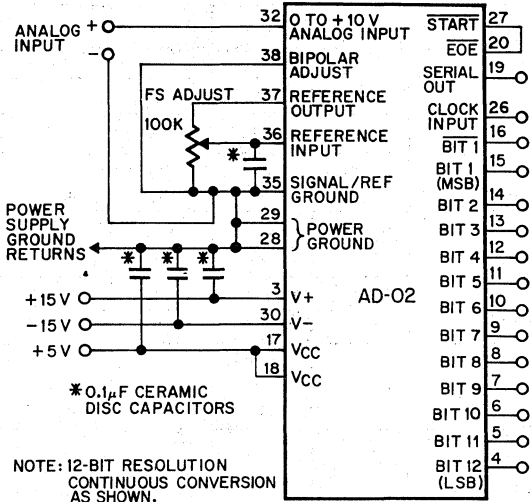 ANALOG
INPUT
+
−
32
0 TO +10 V
ANALOG INPUT
38
BIPOLAR
ADJUST
FS ADJUST
100K
37
REFERENCE
OUTPUT
36
REFERENCE
INPUT
*
35
SIGNAL/REF
GROUND
29
28
POWER
GROUND
POWER
SUPPLY
GROUND
RETURNS
*
*
*
+15 V
3
V+
-15 V
30
V-
+5 V
17
VCC
18
VCC
* 0.1μF CERAMIC
DISC CAPACITORS
NOTE: 12-BIT RESOLUTION
CONTINUOUS CONVERSION
AS SHOWN.
AD-02
START
27
EOE
20
SERIAL
OUT
19
CLOCK
INPUT
26
BIT 1
16
BIT 1
(MSB)
15
BIT 2
14
BIT 3
13
BIT 4
12
BIT 5
11
BIT 6
10
BIT 7
9
BIT 8
8
BIT 9
7
BIT 10
6
BIT 11
5
BIT 12
(LSB)
4